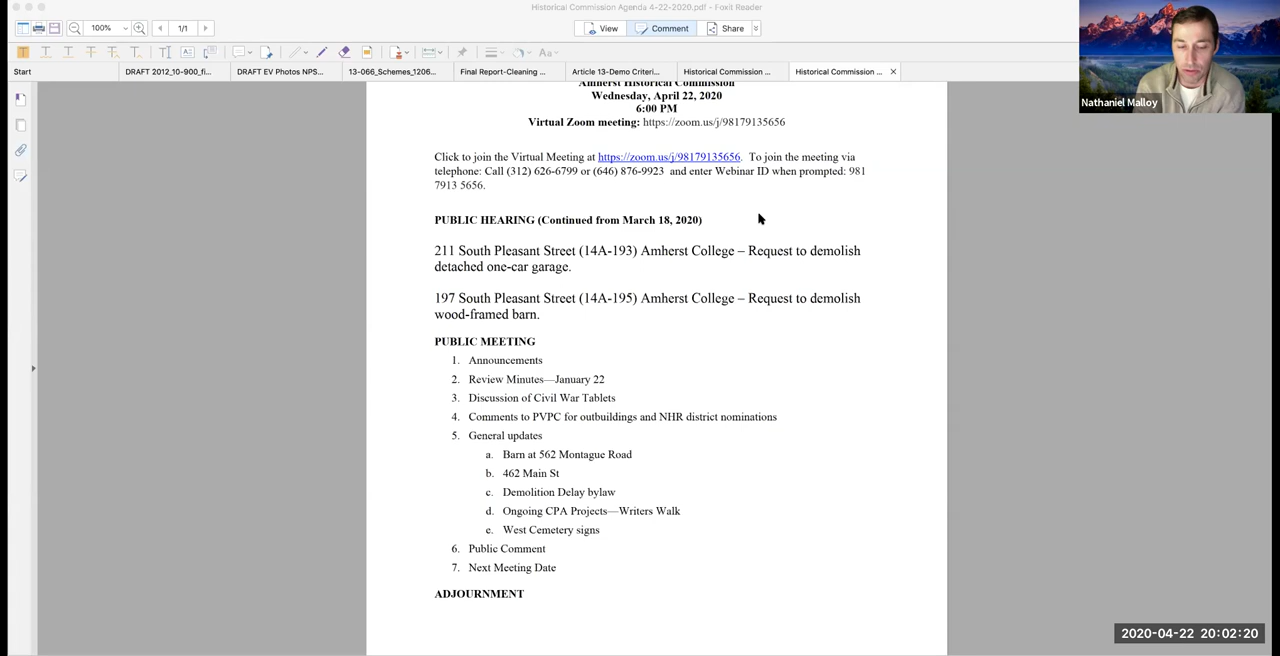 Historical Commission Agenda 4-22-2020.pdf - Foxit Reader
100% 1/1 View Comment Share
Start DRAFT 2012_10-900_fi... DRAFT EV Photos NPS... 13-066_Schemes_1206... Final Report-Cleaning ... Article 13-Demo Criteri... Historical Commission ... Historical Commission ...
Amherst Historical Commission
Wednesday, April 22, 2020
6:00 PM
Virtual Zoom meeting: https://zoom.us/j/98179135656
Click to join the Virtual Meeting at https://zoom.us/j/98179135656. To join the meeting via
telephone: Call (312) 626-6799 or (646) 876-9923 and enter Webinar ID when prompted: 981
7913 5656.
PUBLIC HEARING (Continued from March 18, 2020)
211 South Pleasant Street (14A-193) Amherst College – Request to demolish
detached one-car garage.
197 South Pleasant Street (14A-195) Amherst College – Request to demolish
wood-framed barn.
PUBLIC MEETING
1. Announcements
2. Review Minutes—January 22
3. Discussion of Civil War Tablets
4. Comments to PVPC for outbuildings and NHR district nominations
5. General updates
a. Barn at 562 Montague Road
b. 462 Main St
c. Demolition Delay bylaw
d. Ongoing CPA Projects—Writers Walk
e. West Cemetery signs
6. Public Comment
7. Next Meeting Date
ADJOURNMENT
Nathaniel Malloy
2020-04-22 20:02:20